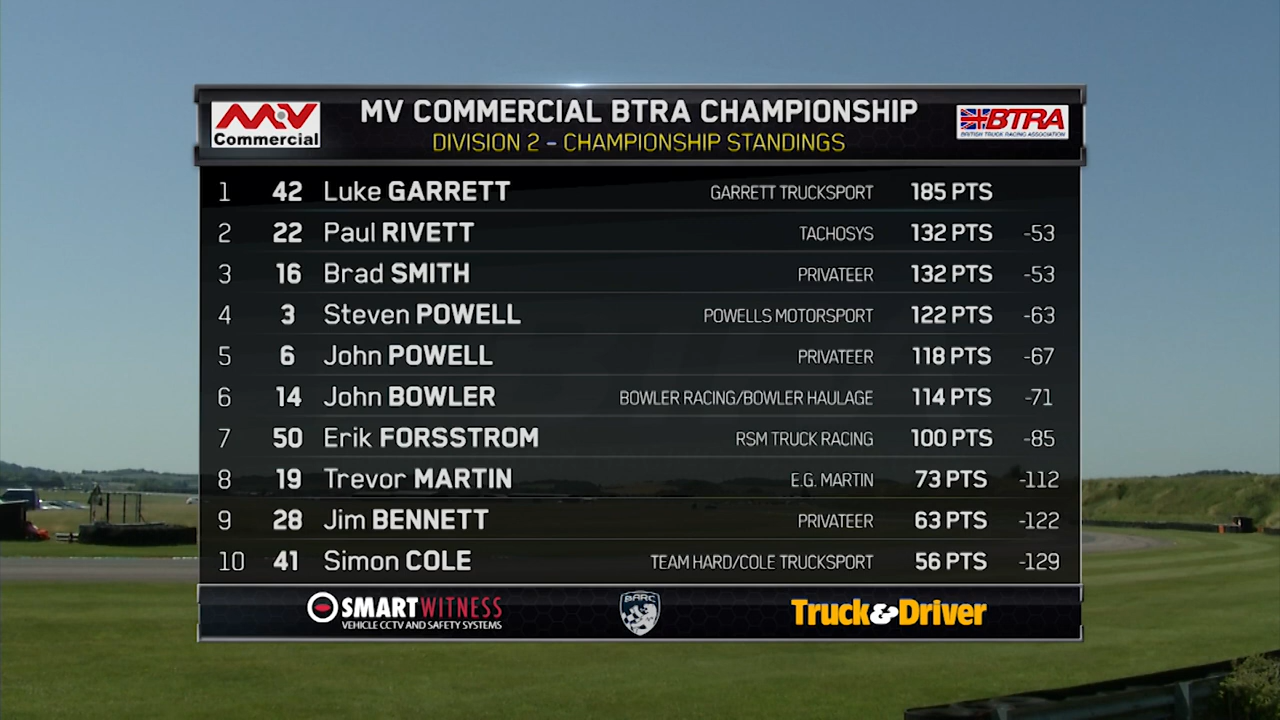 MV COMMERCIAL BTRA CHAMPIONSHIP
DIVISION 2 – CHAMPIONSHIP STANDINGS
MV
Commercial
BTRA
BRITISH TRUCK RACING ASSOCIATION
1 42 Luke GARRETT GARRETT TRUCKSPORT 185 PTS
2 22 Paul RIVETT TACHOSYS 132 PTS -53
3 16 Brad SMITH PRIVATEER 132 PTS -53
4 3 Steven POWELL POWELLS MOTORSPORT 122 PTS -63
5 6 John POWELL PRIVATEER 118 PTS -67
6 14 John BOWLER BOWLER RACING/BOWLER HAULAGE 114 PTS -71
7 50 Erik FORSSTROM RSM TRUCK RACING 100 PTS -85
8 19 Trevor MARTIN E.G. MARTIN 73 PTS -112
9 28 Jim BENNETT PRIVATEER 63 PTS -122
10 41 Simon COLE TEAM HARD/COLE TRUCKSPORT 56 PTS -129
SMARTWITNESS
VEHICLE CCTV AND SAFETY SYSTEMS
BARC
Truck&Driver